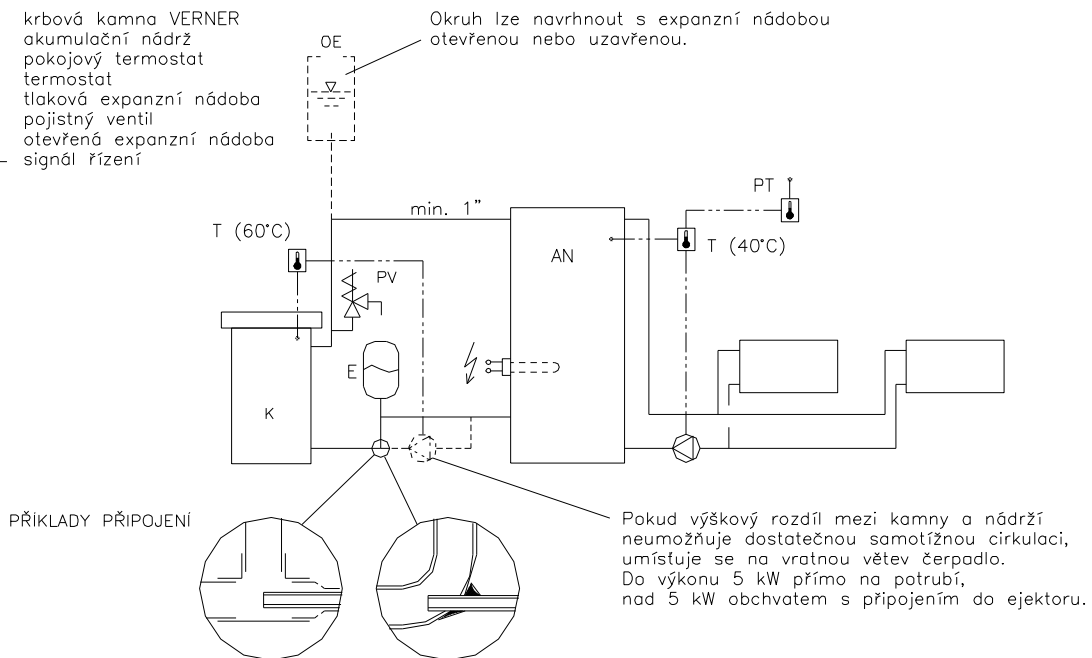 krbová kamna VERNER
akumulační nádrž
pokojový termostat
termostat
tlaková expanzní nádoba
pojistný ventil
otevřená expanzní nádoba
signál řízení
Okruh lze navrhnout s expanzní nádobou
otevřenou nebo uzavřenou.
OE
PT
min. 1"
T (60°C)
T (40°C)
AN
PV
E
K
PŘÍKLADY PŘIPOJENÍ
Pokud výškový rozdíl mezi kamny a nádrží
neumožňuje dostatečnou samotížnou cirkulaci,
umísťuje se na vratnou větev čerpadlo.
Do výkonu 5 kW přímo na potrubí,
nad 5 kW obchvatem s připojením do ejektoru.